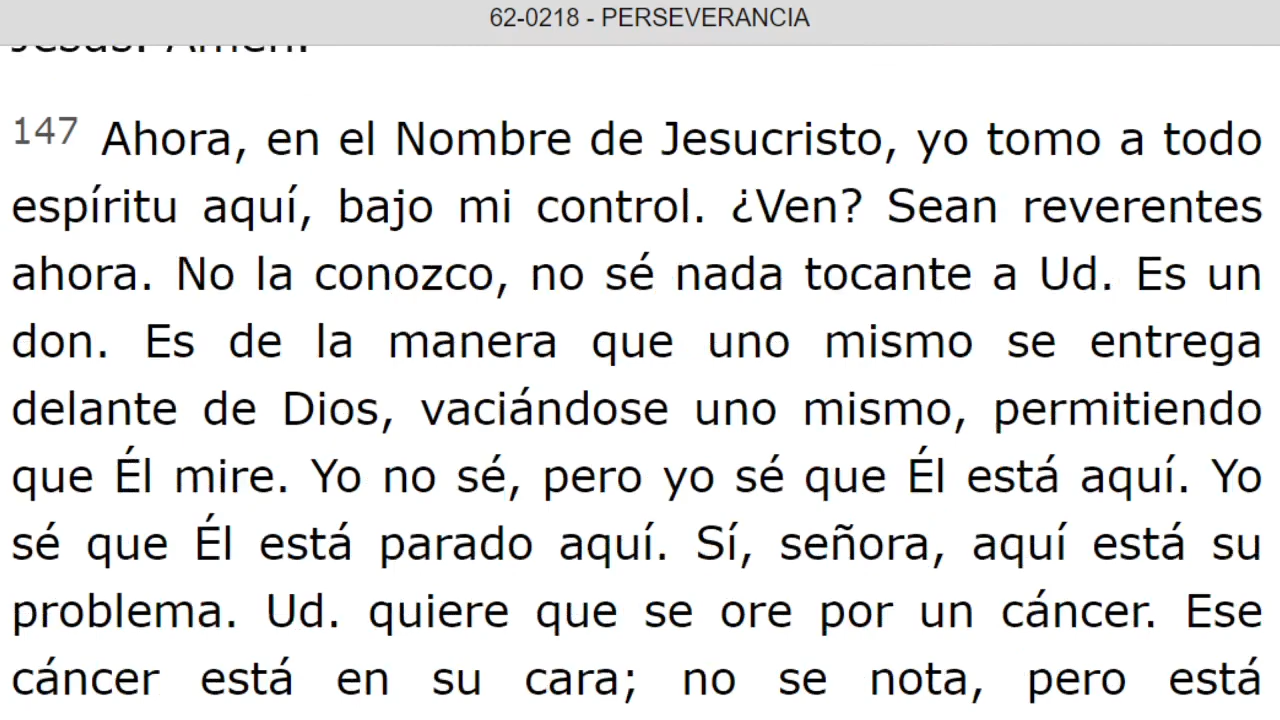 62-0218 - PERSEVERANCIA
Jesús. Amén.
147 Ahora, en el Nombre de Jesucristo, yo tomo a todo
espíritu aquí, bajo mi control. ¿Ven? Sean reverentes
ahora. No la conozco, no sé nada tocante a Ud. Es un
don. Es de la manera que uno mismo se entrega
delante de Dios, vaciándose uno mismo, permitiendo
que Él mire. Yo no sé, pero yo sé que Él está aquí. Yo
sé que Él está parado aquí. Sí, señora, aquí está su
problema. Ud. quiere que se ore por un cáncer. Ese
cáncer está en su cara; no se nota, pero está